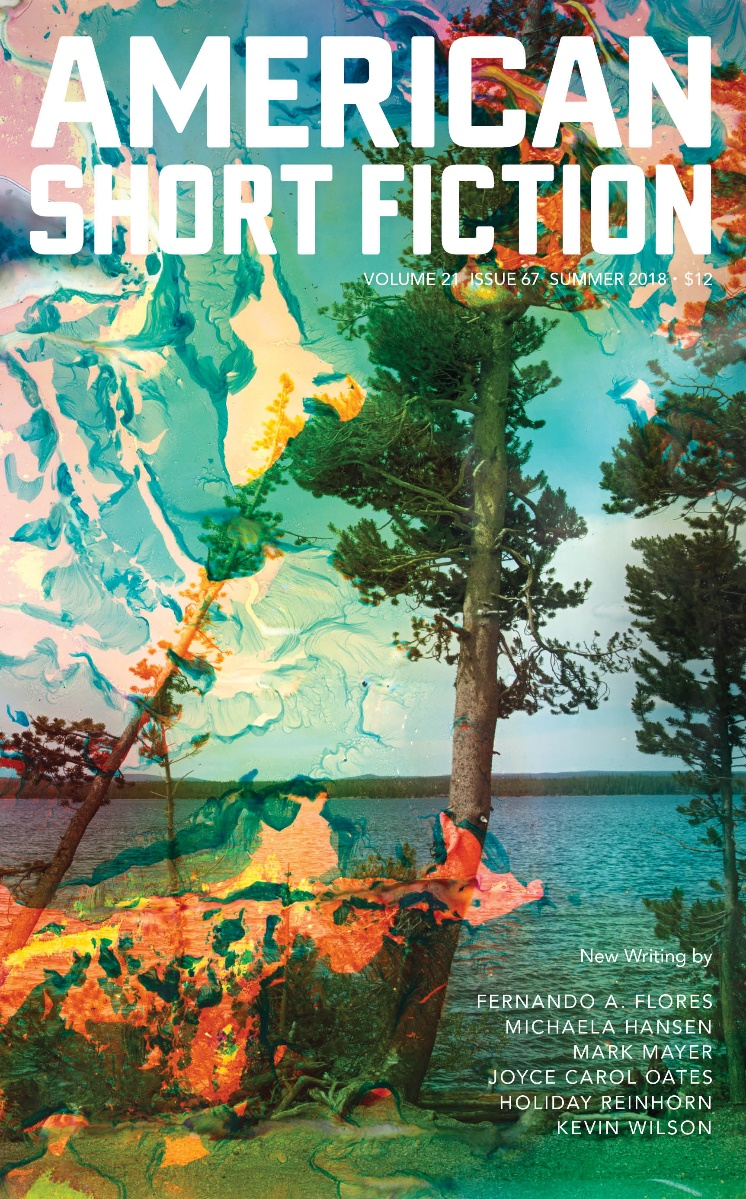 AMERICAN
SHORT FICTION
VOLUME 21 ISSUE 67 SUMMER 2018 · $12
New Writing by
FERNANDO A. FLORES
MICHAELA HANSEN
MARK MAYER
JOYCE CAROL OATES
HOLIDAY REINHORN
KEVIN WILSON